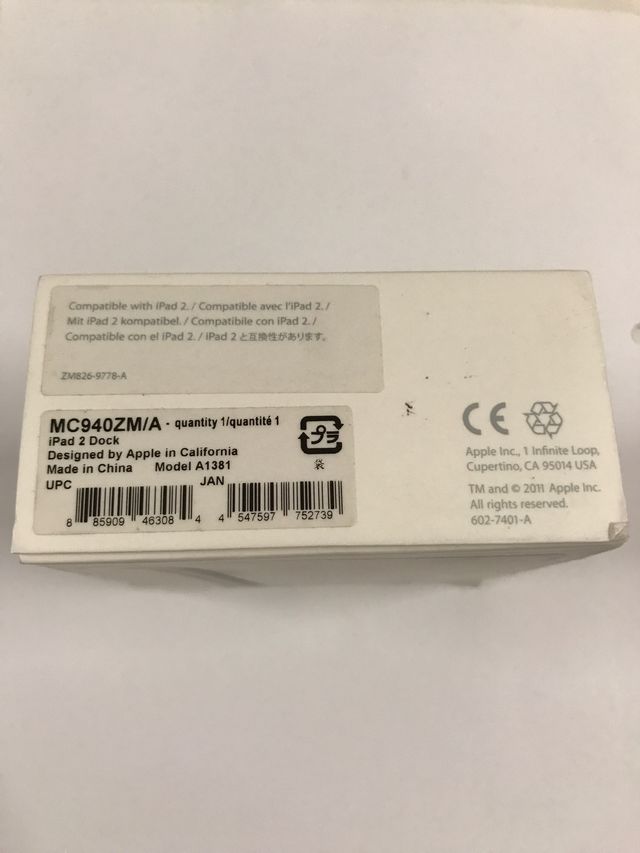 Compatible with iPad 2. / Compatible avec l'iPad 2. /
Mit iPad 2 kompatibel. / Compatibile con iPad 2. /
Compatible con el iPad 2. / iPad 2 と互換性があります。
ZM826-9778-A
MC940ZM/A - quantity 1/quantité 1
iPad 2 Dock
Designed by Apple in California
Made in China Model A1381
プラ
袋
UPC JAN
8 85909 46308 4 4 547597 752739
CE
Apple Inc., 1 Infinite Loop,
Cupertino, CA 95014 USA
TM and © 2011 Apple Inc.
All rights reserved.
602-7401-A